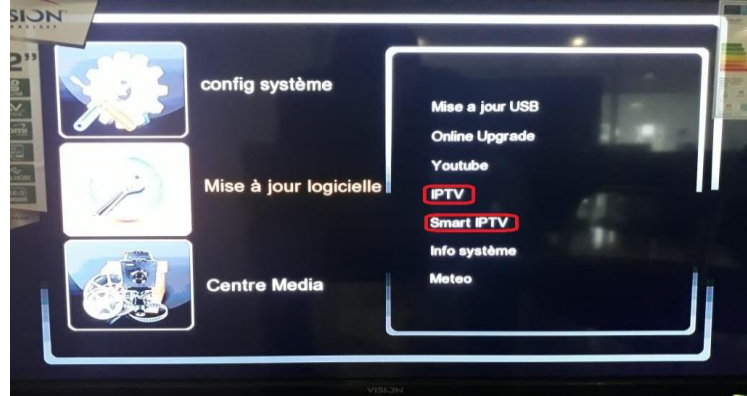 config système
Mise à jour logicielle
Centre Media
Mise a jour USB
Online Upgrade
Youtube
IPTV
Smart IPTV
Info système
Meteo
VISION